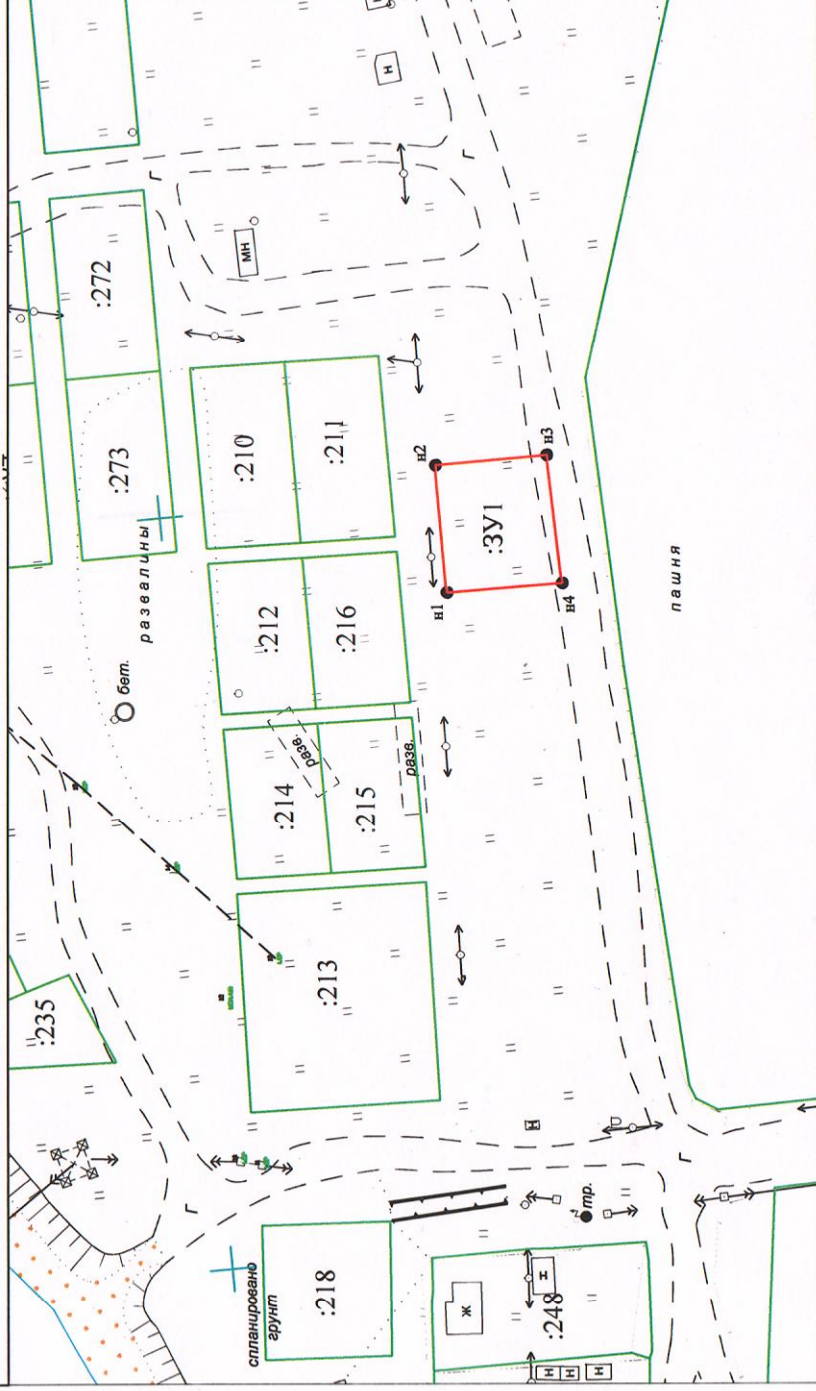 Н
Г
Г
МН
:272
:273
развалины
:210
:211
н2
н3
:ЗУ1
н1
н4
пашня
бет.
:212
:216
разв.
:214
разв.
:215
:213
:235
Н
Г
Г
тр.
спланировано
грунт
:218
Ж
Н
:248
Н
Н
Н